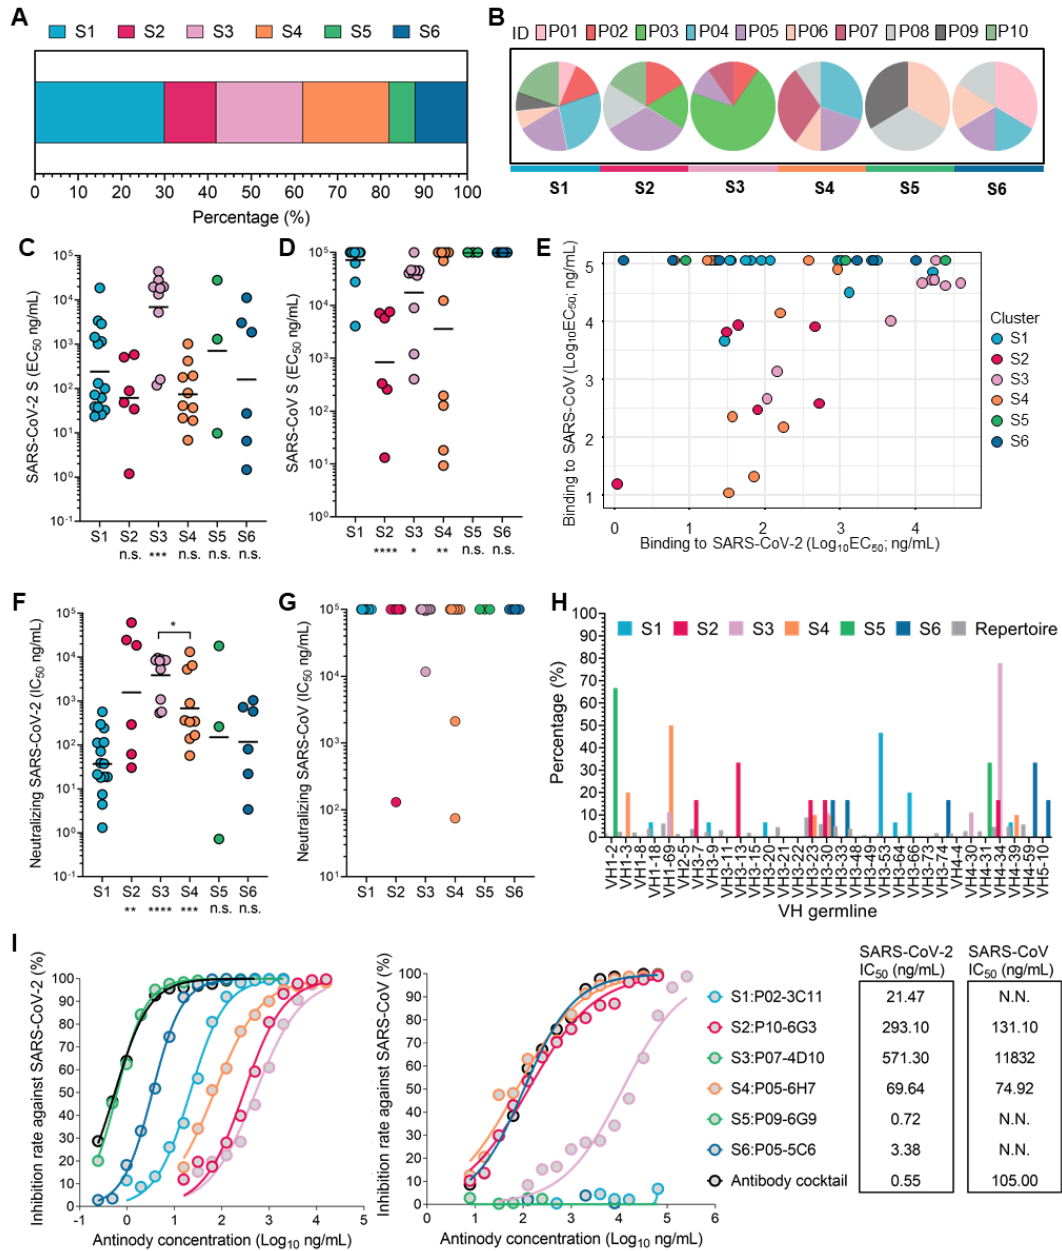 A
S1 S2 S3 S4 S5 S6
0 20 40 60 80 100
Percentage (%)
B
ID P01 P02 P03 P04 P05 P06 P07 P08 P09 P10
S1 S2 S3 S4 S5 S6
C
SARS-CoV-2 S (EC50 ng/mL)
10^5
10^4
10^3
10^2
10^1
10^0
10^-1
S1 S2 S3 S4 S5 S6
n.s. *** n.s. n.s. n.s.
D
SARS-CoV S (EC50 ng/mL)
10^5
10^4
10^3
10^2
10^1
10^0
S1 S2 S3 S4 S5 S6
**** * ** n.s. n.s.
E
Binding to SARS-CoV (Log10EC50; ng/mL)
5
4
3
2
1
0 1 2 3 4
Binding to SARS-CoV-2 (Log10EC50; ng/mL)
Cluster
S1
S2
S3
S4
S5
S6
F
Neutralizing SARS-CoV-2 (IC50 ng/mL)
10^5
10^4
10^3
10^2
10^1
10^0
10^-1
*
S1 S2 S3 S4 S5 S6
** **** *** n.s. n.s.
G
Neutralizing SARS-CoV (IC50 ng/mL)
10^5
10^4
10^3
10^2
10^1
S1 S2 S3 S4 S5 S6
H
S1 S2 S3 S4 S5 S6 Repertoire
Percentage (%)
100
90
80
70
60
50
40
30
20
10
0
VH1-2 VH1-3 VH1-8 VH1-18 VH1-69 VH2-5 VH3-7 VH3-9 VH3-11 VH3-13 VH3-15 VH3-20 VH3-21 VH3-22 VH3-23 VH3-30 VH3-33 VH3-48 VH3-49 VH3-53 VH3-64 VH3-66 VH3-73 VH3-74 VH4-4 VH4-30 VH4-31 VH4-34 VH4-39 VH4-59 VH5-10
VH germline
I
Inhibition rate against SARS-CoV-2 (%)
100
90
80
70
60
50
40
30
20
10
0
-1 0 1 2 3 4 5
Antinody concentration (Log10 ng/mL)
Inhibition rate against SARS-CoV (%)
100
90
80
70
60
50
40
30
20
10
0
0 1 2 3 4 5 6
Antinody concentration (Log10 ng/mL)
SARS-CoV-2 SARS-CoV
IC50 (ng/mL) IC50 (ng/mL)
S1:P02-3C11 21.47 N.N.
S2:P10-6G3 293.10 131.10
S3:P07-4D10 571.30 11832
S4:P05-6H7 69.64 74.92
S5:P09-6G9 0.72 N.N.
S6:P05-5C6 3.38 N.N.
Antibody cocktail 0.55 105.00